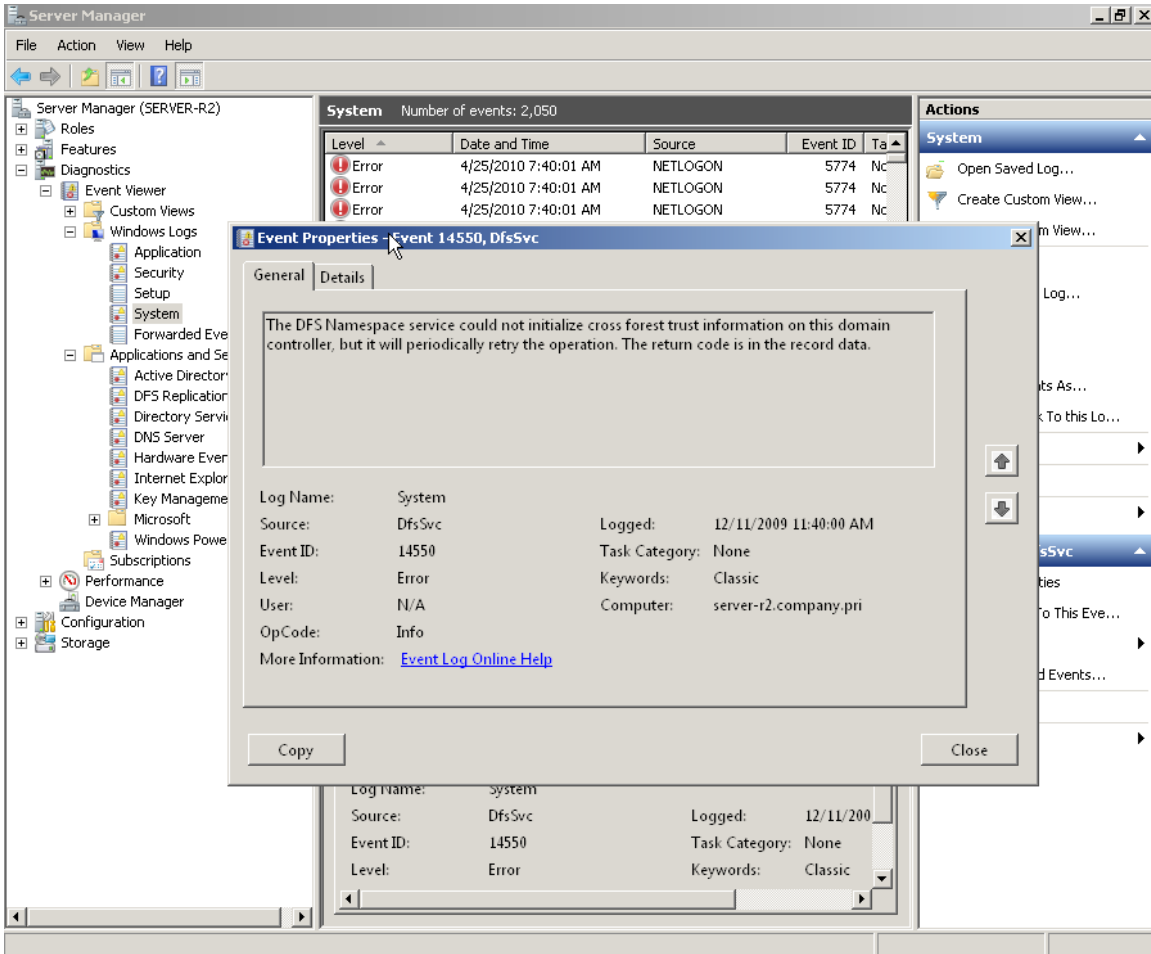 Server Manager
File Action View Help
Server Manager (SERVER-R2)
Roles
Features
Diagnostics
Event Viewer
Custom Views
Windows Logs
Application
Security
Setup
System
Forwarded Eve
Applications and Se
Active Director
DFS Replication
Directory Servi
DNS Server
Hardware Ever
Internet Explor
Key Manageme
Microsoft
Windows Powe
Subscriptions
Performance
Device Manager
Configuration
Storage
System Number of events: 2,050
Level Date and Time Source Event ID Ta
Error 4/25/2010 7:40:01 AM NETLOGON 5774 Nc
Error 4/25/2010 7:40:01 AM NETLOGON 5774 Nc
Error 4/25/2010 7:40:01 AM NETLOGON 5774 Nc
Event Properties - Event 14550, DfsSvc
General Details
The DFS Namespace service could not initialize cross forest trust information on this domain
controller, but it will periodically retry the operation. The return code is in the record data.
Log Name: System
Source: DfsSvc Logged: 12/11/2009 11:40:00 AM
Event ID: 14550 Task Category: None
Level: Error Keywords: Classic
User: N/A Computer: server-r2.company.pri
OpCode: Info
More Information: Event Log Online Help
Copy Close
Log Name: System
Source: DfsSvc Logged: 12/11/200
Event ID: 14550 Task Category: None
Level: Error Keywords: Classic
Actions
System
Open Saved Log...
Create Custom View...
m View...
Log...
ts As...
k To this Lo...
sSvc
ties
o This Eve...
d Events...